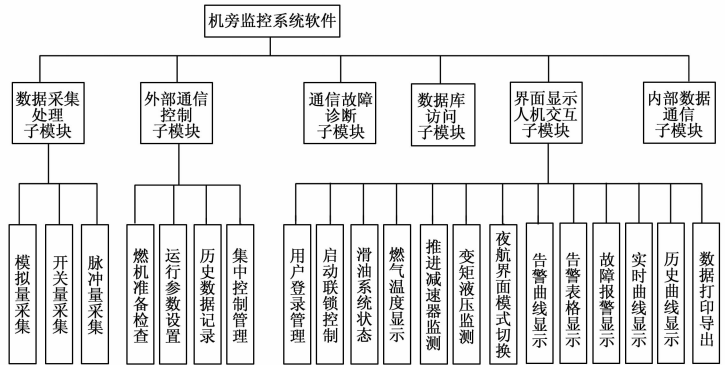 机旁监控系统软件
数据采集
处理
子模块
外部通信
控制
子模块
通信故障
诊断
子模块
数据库
访问
子模块
界面显示
人机交互
子模块
内部数据
通信
子模块
模拟量采集
开关量采集
脉冲量采集
燃机准备检查
运行参数设置
历史数据记录
集中控制管理
用户登录管理
启动联锁控制
滑油系统状态
燃气温度显示
推进减速器监测
变矩液压监测
夜航界面模式切换
告警曲线显示
告警表格显示
故障报警显示
实时曲线显示
历史曲线显示
数据打印导出